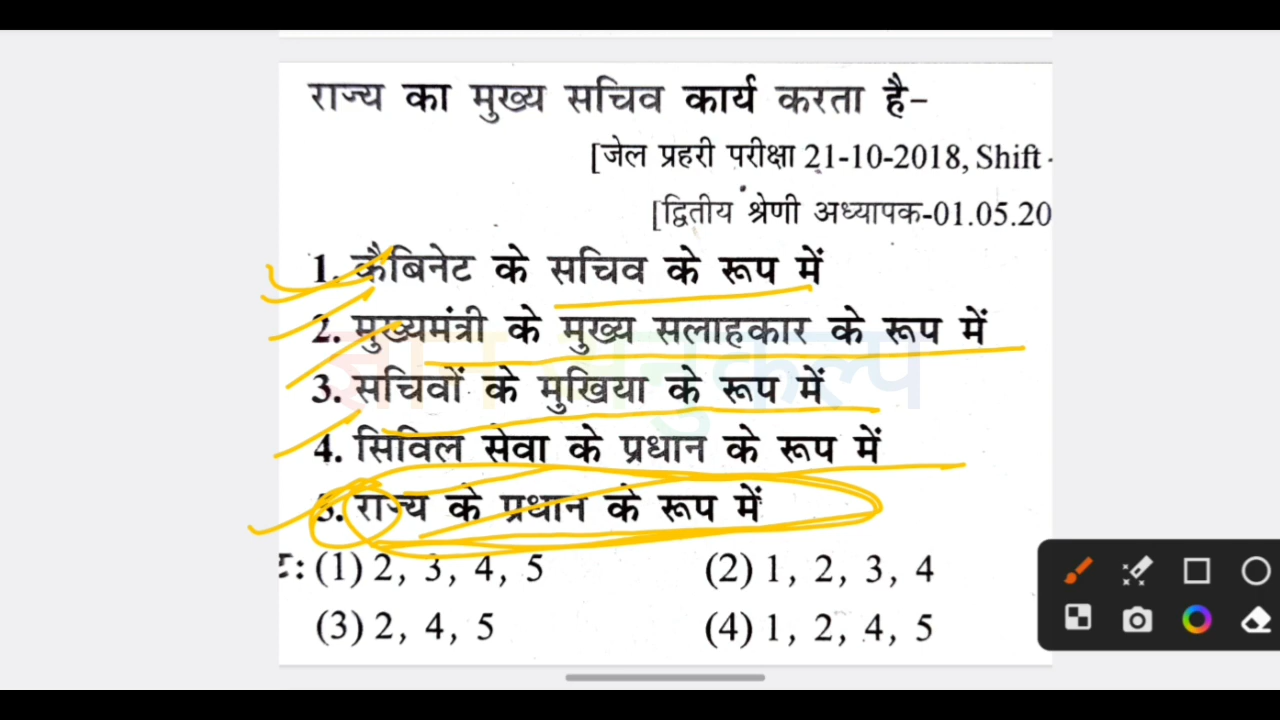 राज्य का मुख्य सचिव कार्य करता है-
[जेल प्रहरी परीक्षा 21-10-2018, Shift -
[द्वितीय श्रेणी अध्यापक-01.05.20
1. कैबिनेट के सचिव के रूप में
2. मुख्यमंत्री के मुख्य सलाहकार के रूप में
3. सचिवों के मुखिया के रूप में
4. सिविल सेवा के प्रधान के रूप में
5. राज्य के प्रधान के रूप में
ट: (1) 2, 3, 4, 5 (2) 1, 2, 3, 4
(3) 2, 4, 5 (4) 1, 2, 4, 5